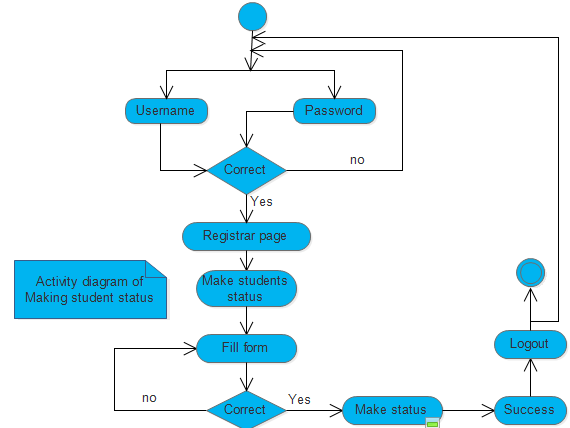 Username
Password
Correct
no
Yes
Registrar page
Make students
status
Activity diagram of
Making student status
Fill form
Logout
no
Correct
Yes
Make status
Success